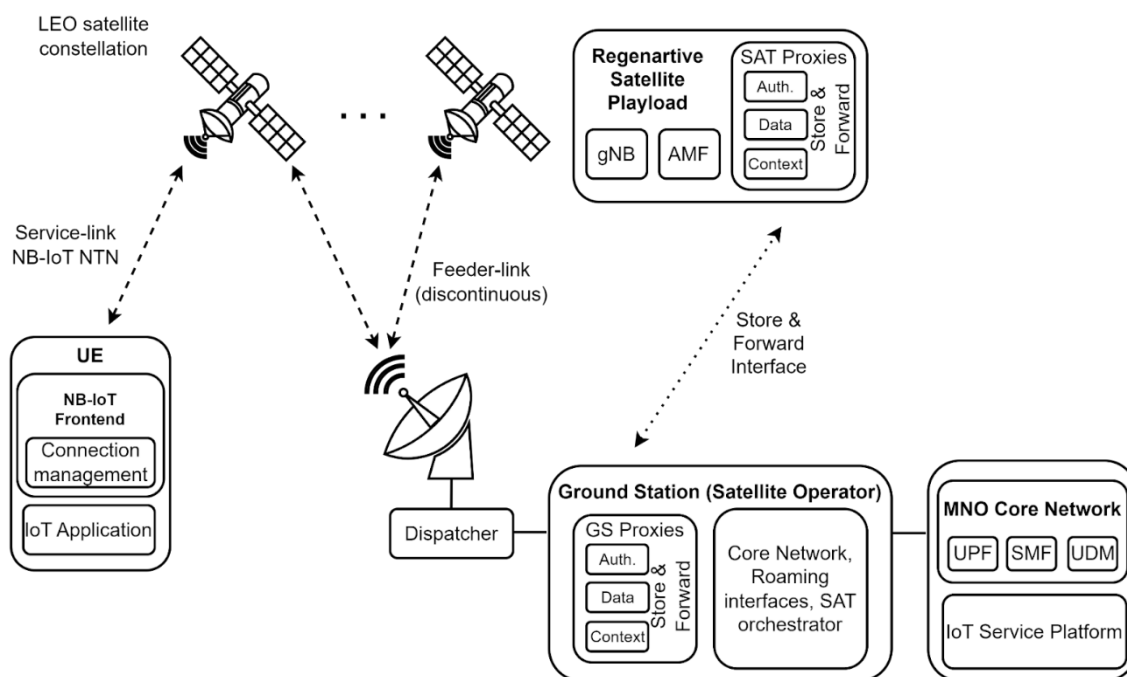 LEO satellite
constellation
. . .
Regenartive
Satellite
Playload
gNB
AMF
SAT Proxies
Auth.
Data
Context
Store &
Forward
Service-link
NB-IoT NTN
Feeder-link
(discontinuous)
Store &
Forward
Interface
UE
NB-IoT
Frontend
Connection
management
IoT Application
Dispatcher
Ground Station (Satellite Operator)
GS Proxies
Auth.
Data
Context
Store &
Forward
Core Network,
Roaming
interfaces, SAT
orchestrator
MNO Core Network
UPF
SMF
UDM
IoT Service Platform